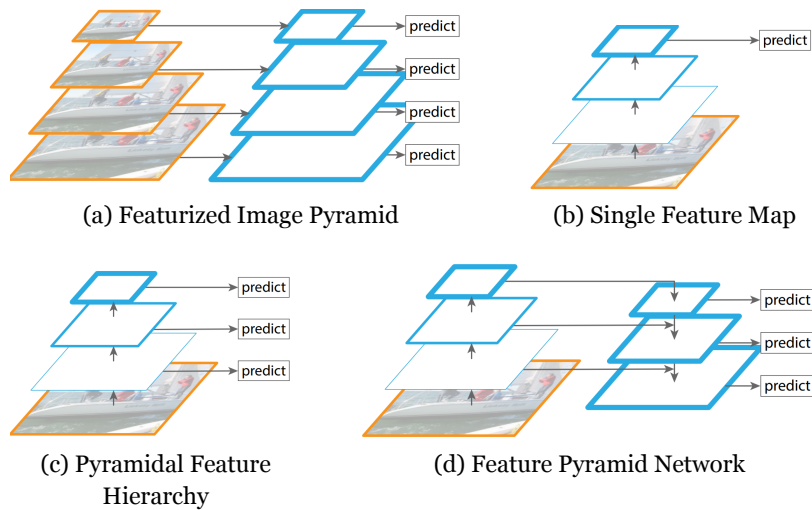 predict
predict
predict
predict
(a) Featurized Image Pyramid
predict
(b) Single Feature Map
predict
predict
predict
(c) Pyramidal Feature
Hierarchy
predict
predict
predict
(d) Feature Pyramid Network